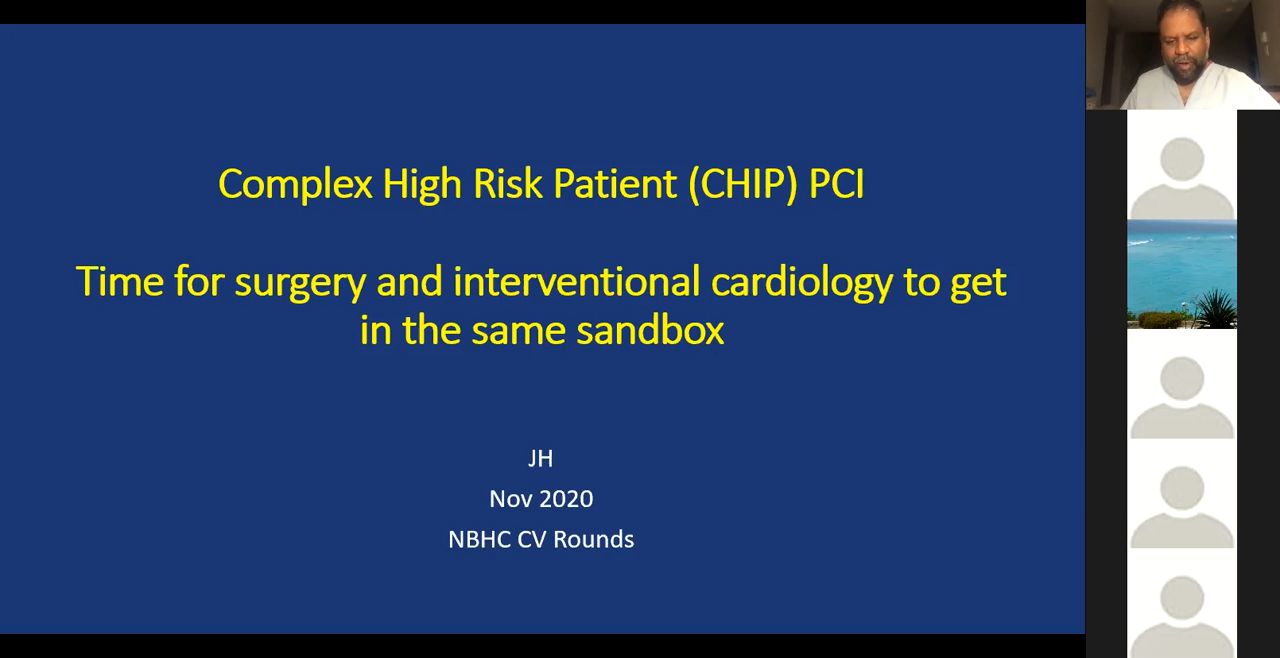 Complex High Risk Patient (CHIP) PCI
Time for surgery and interventional cardiology to get
in the same sandbox
JH
Nov 2020
NBHC CV Rounds